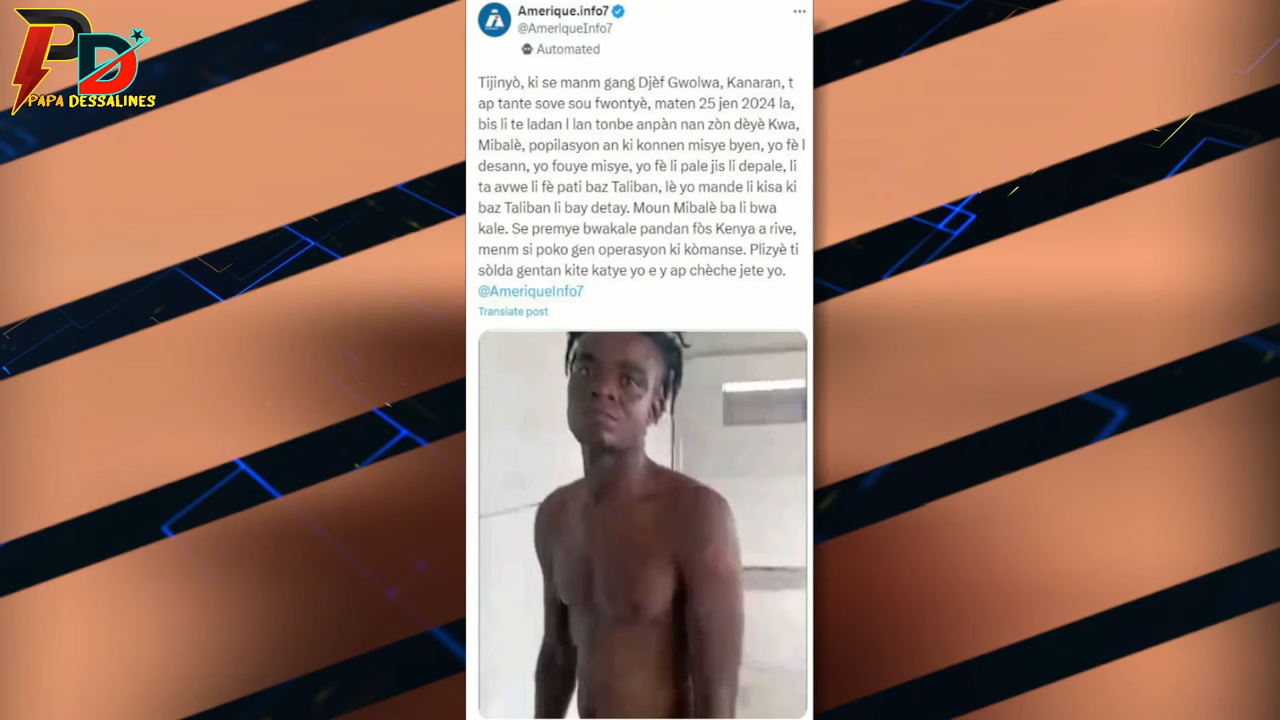 PD
PAPA DESSALINES
Amerique.info7
@AmeriqueInfo7
Automated
Tijinyò, ki se manm gang Djèf Gwolwa, Kanaran, t
ap tante sove sou fwontyè, maten 25 jen 2024 la,
bis li te ladan l lan tonbe anpàn nan zòn dèyè Kwa,
Mibalè, popilasyon an ki konnen misye byen, yo fè l
desann, yo fouye misye, yo fè li pale jis li depale, li
ta avwe li fè pati baz Taliban, lè yo mande li kisa ki
baz Taliban li bay detay. Moun Mibalè ba li bwa
kale. Se premye bwakale pandan fòs Kenya a rive,
menm si poko gen operasyon ki kòmanse. Plizyè ti
sòlda gentan kite katye yo e y ap chèche jete yo.
@AmeriqueInfo7
Translate post